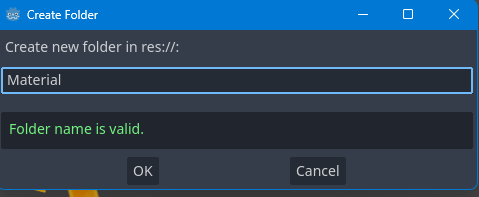 Create Folder
Create new folder in res://:
Material
Folder name is valid.
OK
Cancel